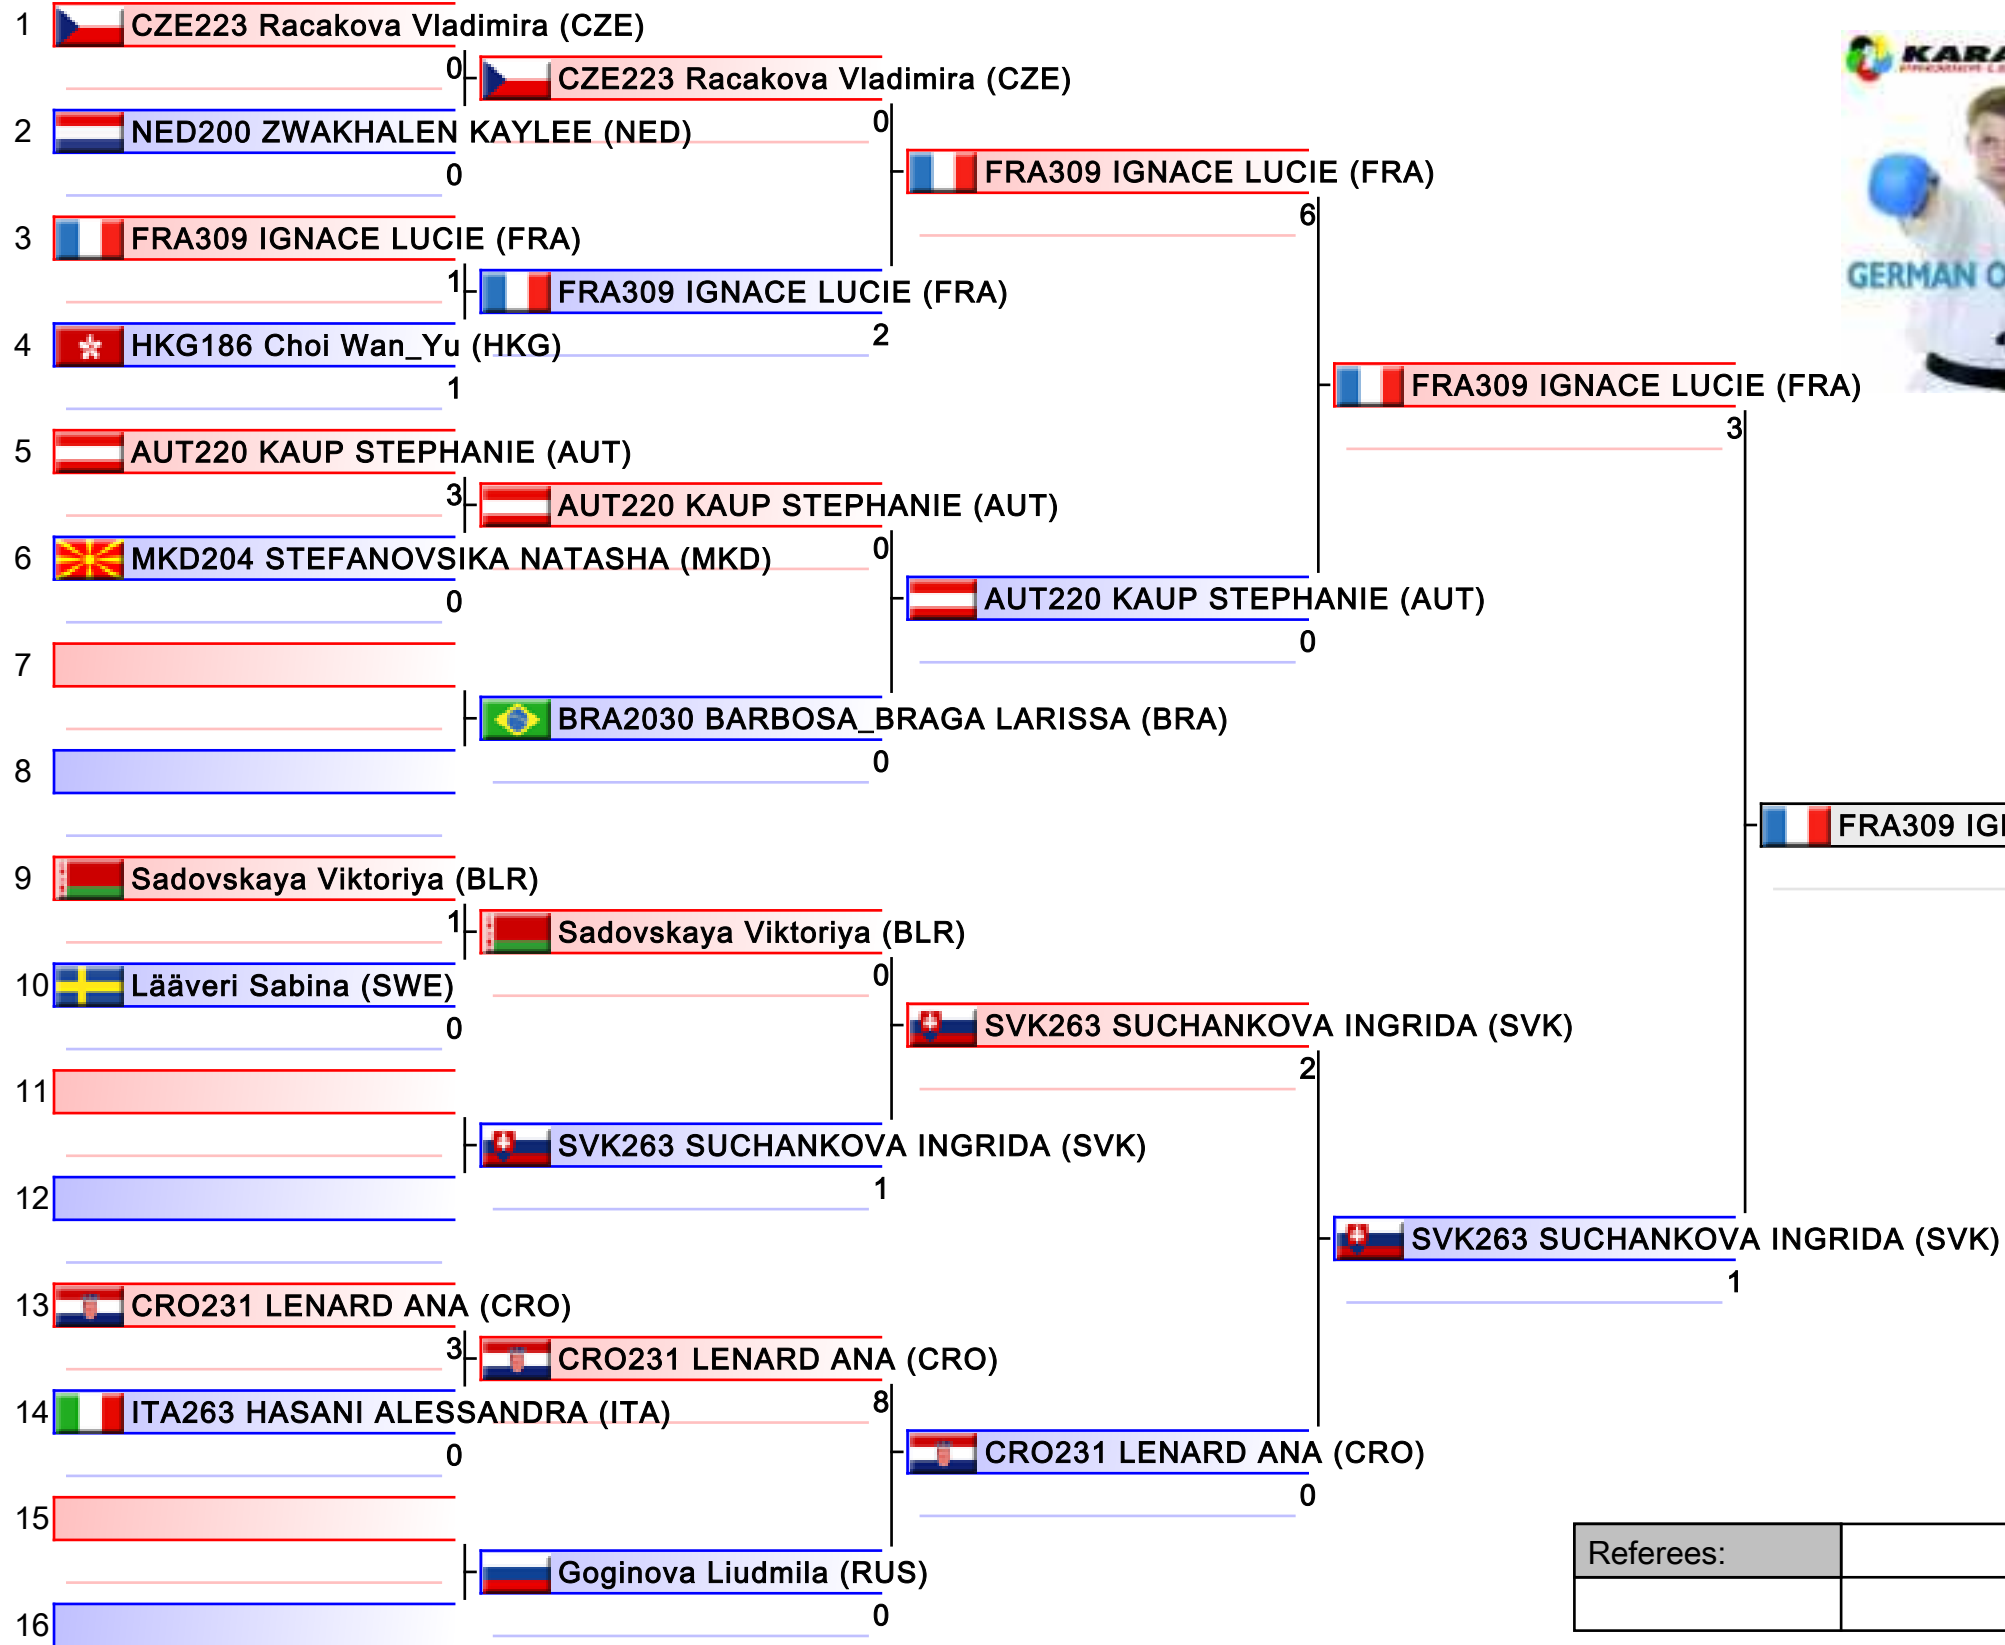 1 CZE223 Racakova Vladimira (CZE)
0
CZE223 Racakova Vladimira (CZE)
0
2 NED200 ZWAKHALEN KAYLEE (NED)
0
FRA309 IGNACE LUCIE (FRA)
6
3 FRA309 IGNACE LUCIE (FRA)
1
FRA309 IGNACE LUCIE (FRA)
2
4 HKG186 Choi Wan_Yu (HKG)
1
FRA309 IGNACE LUCIE (FRA)
3
5 AUT220 KAUP STEPHANIE (AUT)
3
AUT220 KAUP STEPHANIE (AUT)
0
6 MKD204 STEFANOVSIKA NATASHA (MKD)
0
AUT220 KAUP STEPHANIE (AUT)
0
7
BRA2030 BARBOSA_BRAGA LARISSA (BRA)
0
8
FRA309
9 Sadovskaya Viktoriya (BLR)
1
Sadovskaya Viktoriya (BLR)
0
10 Lääveri Sabina (SWE)
0
SVK263 SUCHANKOVA INGRIDA (SVK)
2
11
SVK263 SUCHANKOVA INGRIDA (SVK)
1
12
SVK263 SUCHANKOVA INGRIDA (SVK)
1
13 CRO231 LENARD ANA (CRO)
3
CRO231 LENARD ANA (CRO)
8
14 ITA263 HASANI ALESSANDRA (ITA)
0
CRO231 LENARD ANA (CRO)
0
15
Goginova Liudmila (RUS)
0
16
GERMAN
Referees: